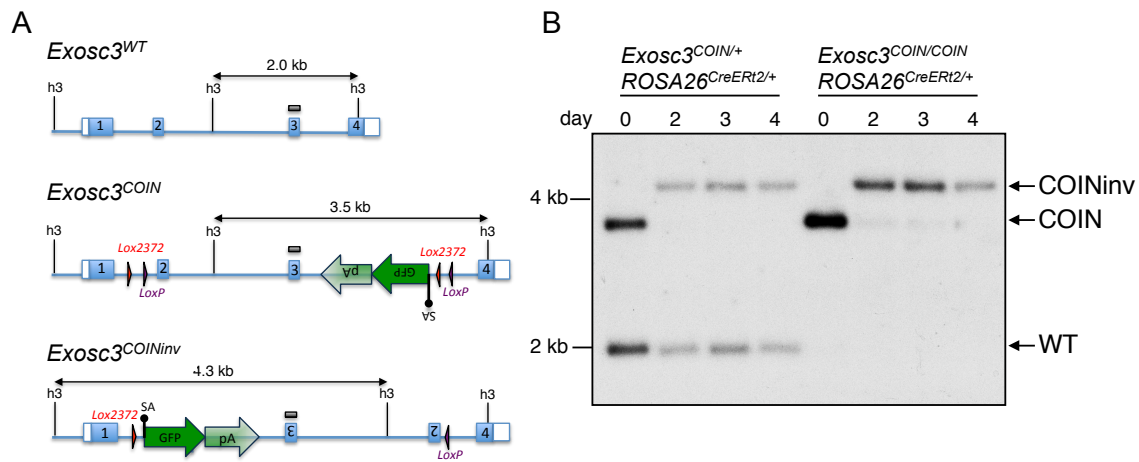 A
Exosc3WT
2.0 kb
h3 h3 h3
1 2 3 4
Exosc3COIN
3.5 kb
h3 h3 h3
Lox2372 Lox2372
1 2 3 pA GFP 4
LoxP LoxP
SA
Exosc3COINinv
4.3 kb
h3 h3 h3
Lox2372 SA
1 GFP pA 3 2 4
LoxP
B
Exosc3COIN/+ Exosc3COIN/COIN
ROSA26CreERt2/+ ROSA26CreERt2/+
day 0 2 3 4 0 2 3 4
4 kb
COINinv
COIN
2 kb
WT